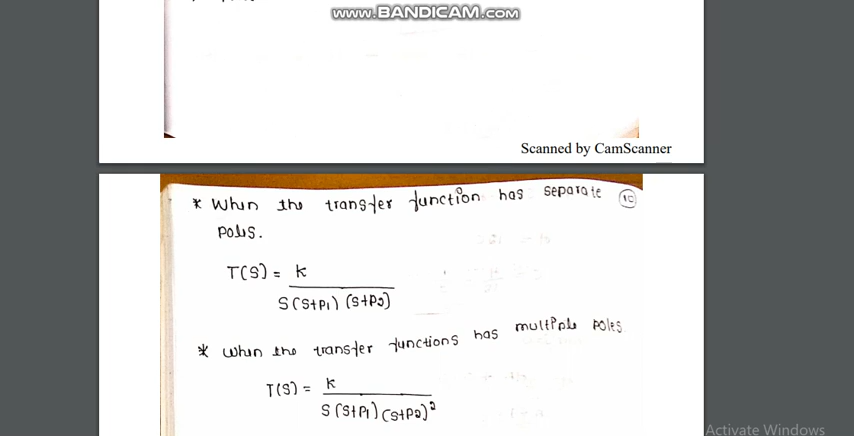 www.BANDICAM.com
Scanned by CamScanner
* When the transfer function has separate 10
poles.
T(S) = K
S(S+P1) (S+P2)
* When the transfer functions has multiple poles.
T(S) = K
S(S+P1) (S+P2)²
Activate Windows